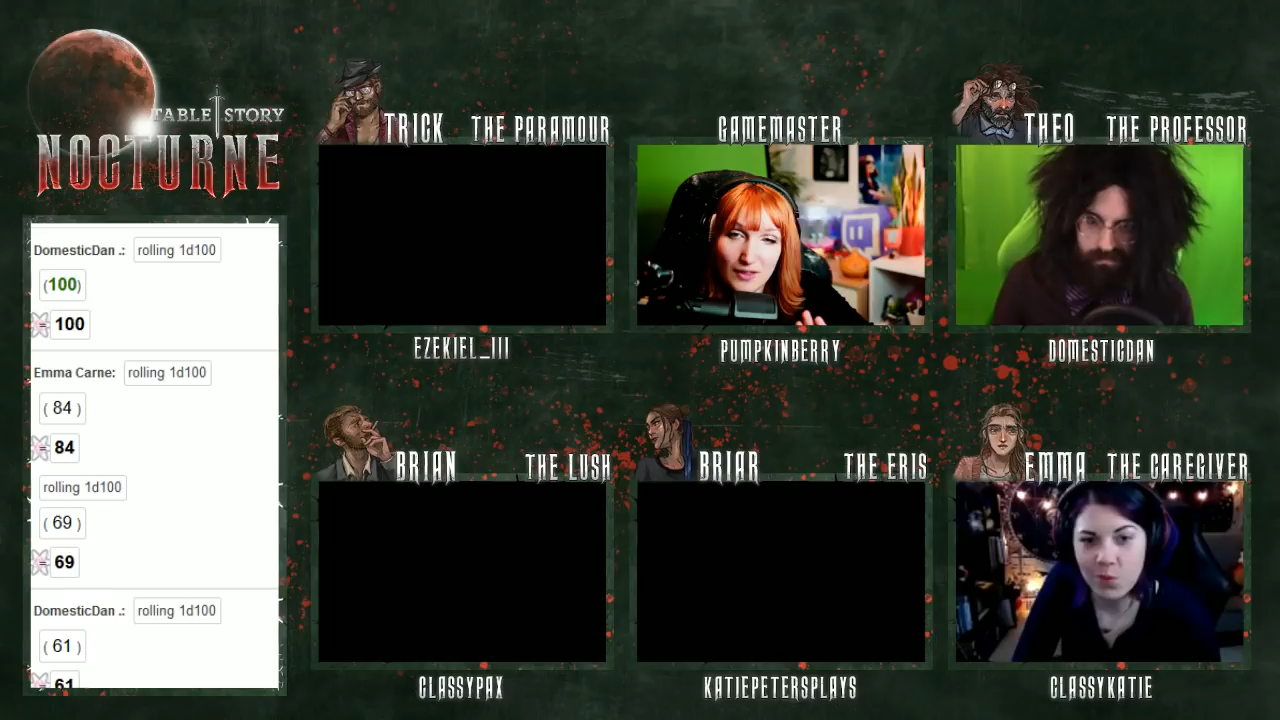 TABLE STORY
NOCTURNE
DomesticDan .: rolling 1d100
(100)
= 100
Emma Carne: rolling 1d100
( 84 )
= 84
rolling 1d100
( 69 )
= 69
DomesticDan .: rolling 1d100
( 61 )
= 61
TRICK THE PARAMOUR
EZEKIEL_III
GAMEMASTER
PUMPKINBERRY
THEO THE PROFESSOR
DOMESTICDAN
BRIAN THE LUSH
CLASSYPAX
BRIAR THE ERIS
KATIEPETERSPLAYS
EMMA THE CAREGIVER
CLASSYKATIE